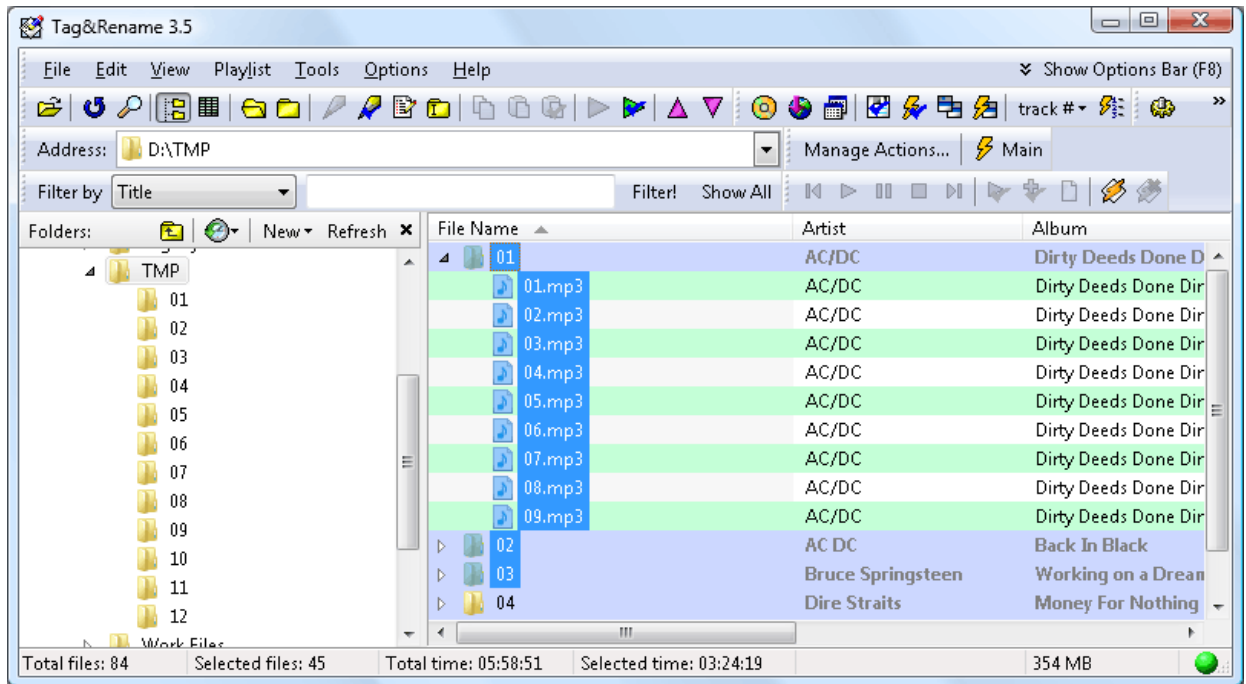 Tag&Rename 3.5
File Edit View Playlist Tools Options Help Show Options Bar (F8)
track #
Address: D:\TMP Manage Actions... Main
Filter by Title Filter! Show All
Folders: New Refresh File Name Artist Album
TMP 01 AC/DC Dirty Deeds Done D
01 01.mp3 AC/DC Dirty Deeds Done Dir
02 02.mp3 AC/DC Dirty Deeds Done Dir
03 03.mp3 AC/DC Dirty Deeds Done Dir
04 04.mp3 AC/DC Dirty Deeds Done Dir
05 05.mp3 AC/DC Dirty Deeds Done Dir
06 06.mp3 AC/DC Dirty Deeds Done Dir
07 07.mp3 AC/DC Dirty Deeds Done Dir
08 08.mp3 AC/DC Dirty Deeds Done Dir
09 09.mp3 AC/DC Dirty Deeds Done Dir
10 02 AC DC Back In Black
11 03 Bruce Springsteen Working on a Dream
12 04 Dire Straits Money For Nothing
Work Files
Total files: 84 Selected files: 45 Total time: 05:58:51 Selected time: 03:24:19 354 MB